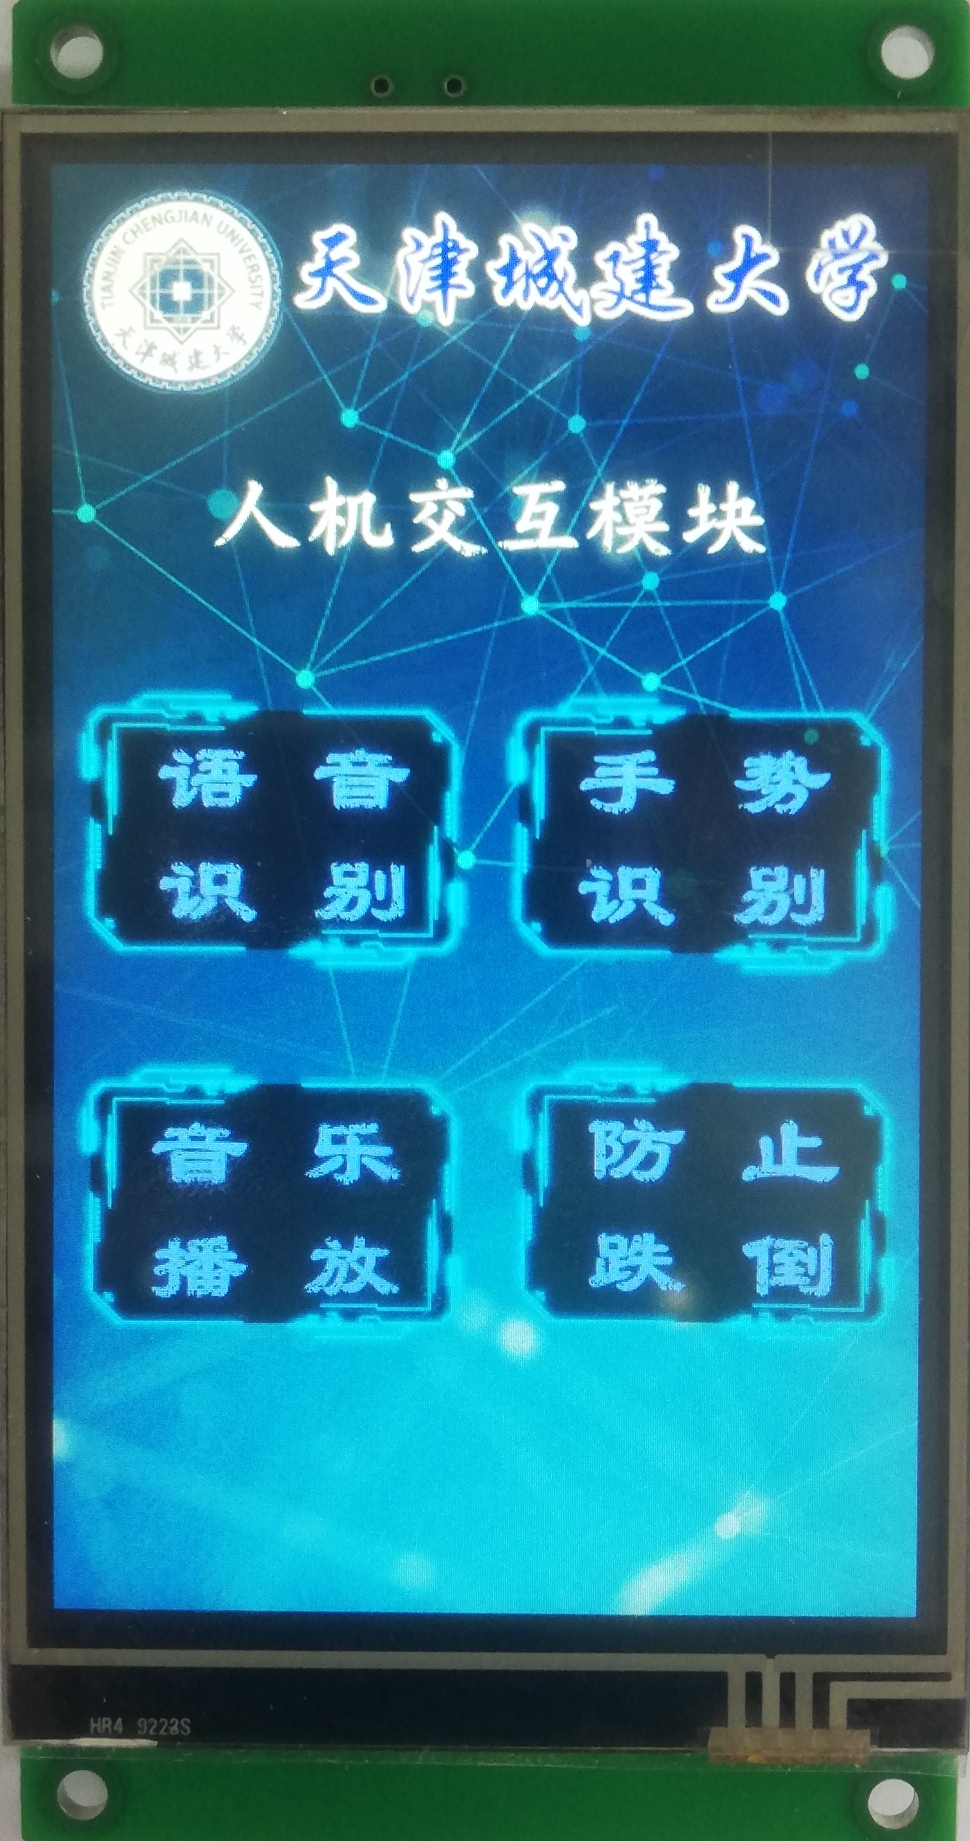 TIANJIN CHENGJIAN UNIVERSITY
天津城建大学
天津城建大学
人机交互模块
语音
识别
手势
识别
音乐
播放
防止
跌倒
HR4 9223S